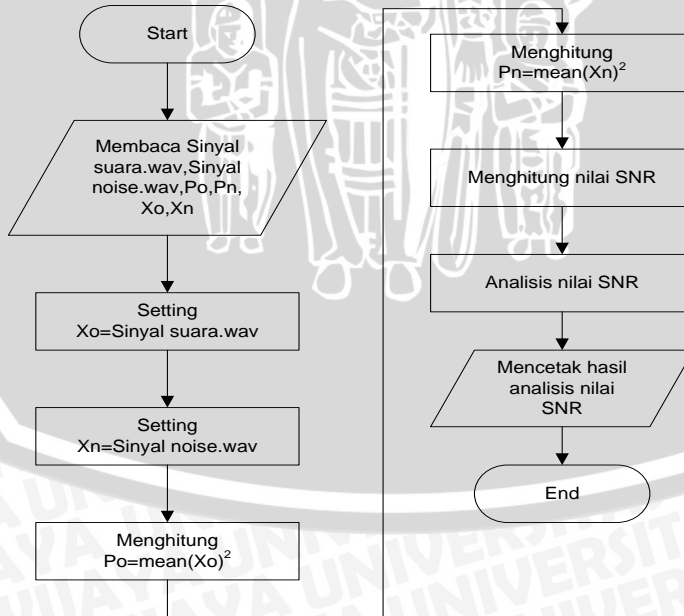 Start
Membaca Sinyal
suara.wav,Sinyal
noise.wav,Po,Pn,
Xo,Xn
Setting
Xo=Sinyal suara.wav
Setting
Xn=Sinyal noise.wav
Menghitung
Po=mean(Xo)²
Menghitung
Pn=mean(Xn)²
Menghitung nilai SNR
Analisis nilai SNR
Mencetak hasil
analisis nilai
SNR
End